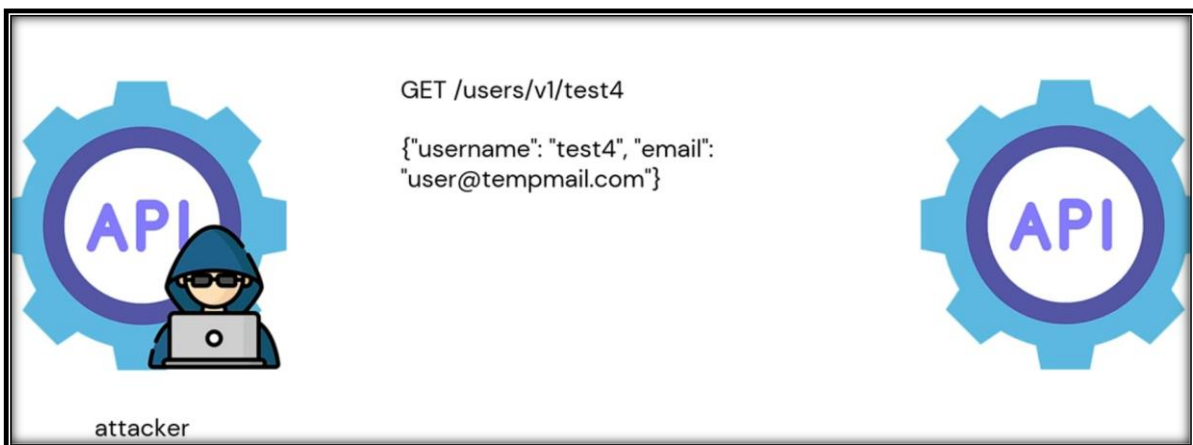 GET /users/v1/test4
{"username": "test4", "email":
"user@tempmail.com"}
API
API
attacker